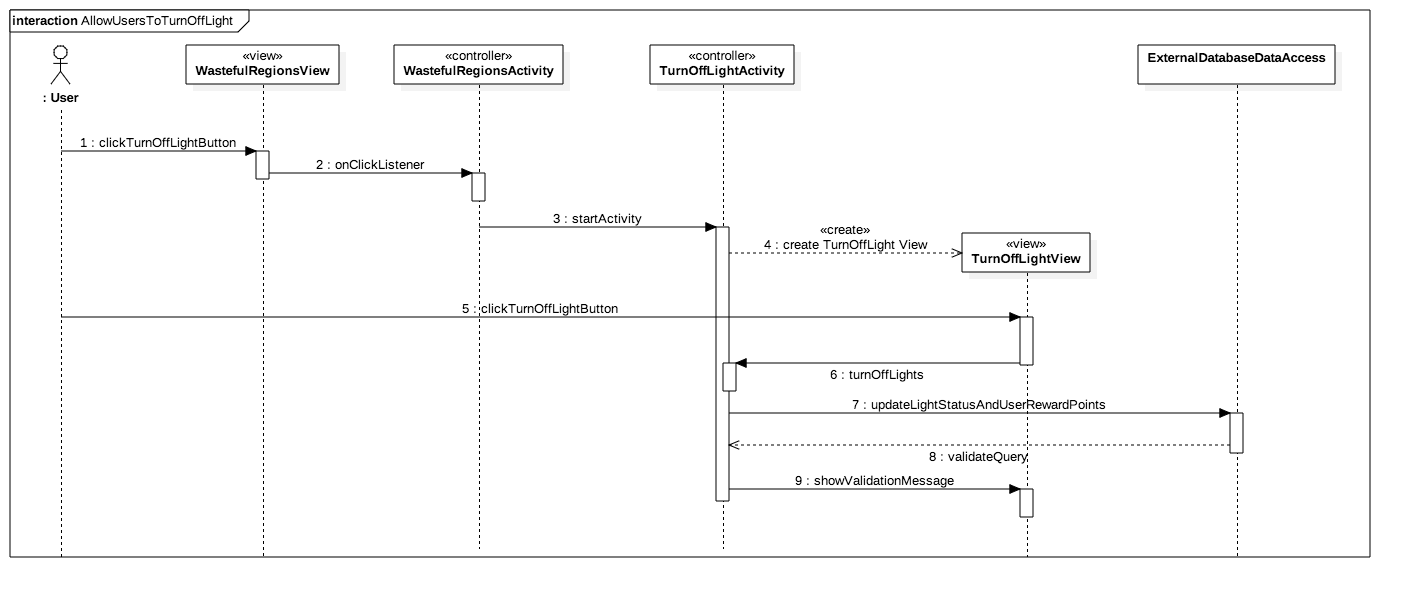 interaction AllowUsersToTurnOffLight
: User
«view»
WastefulRegionsView
«controller»
WastefulRegionsActivity
«controller»
TurnOffLightActivity
ExternalDatabaseDataAccess
1 : clickTurnOffLightButton
2 : onClickListener
3 : startActivity
«create»
4 : create TurnOffLight View
«view»
TurnOffLightView
5 : clickTurnOffLightButton
6 : turnOffLights
7 : updateLightStatusAndUserRewardPoints
8 : validateQuery
9 : showValidationMessage